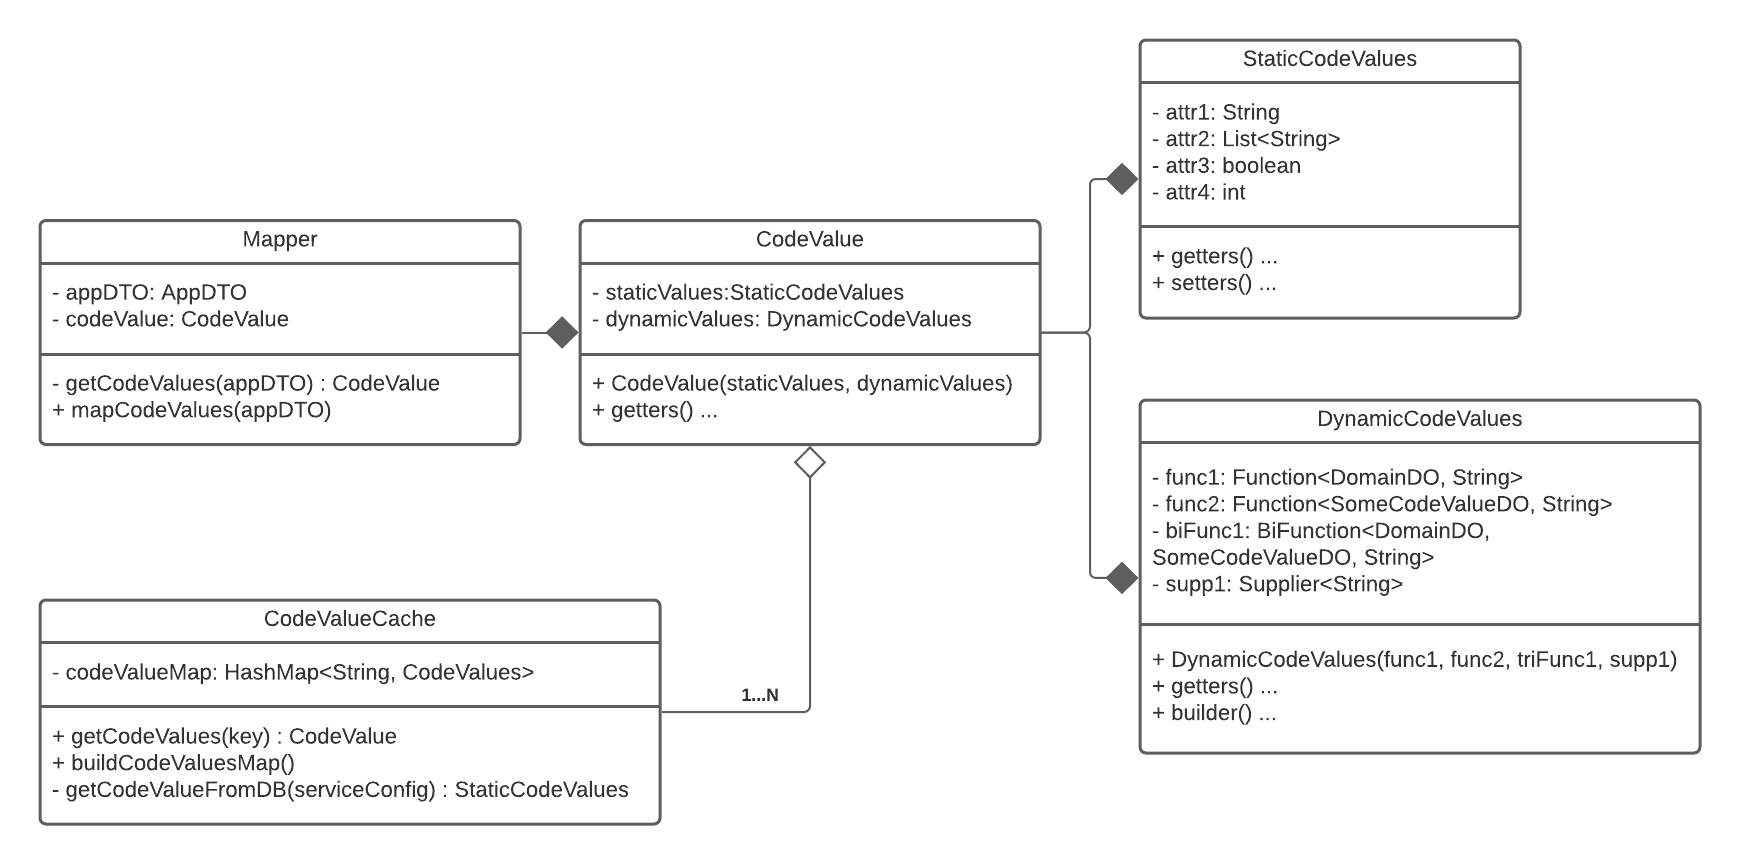 StaticCodeValues
- attr1: String
- attr2: List<String>
- attr3: boolean
- attr4: int
+ getters() ...
+ setters() ...
Mapper
- appDTO: AppDTO
- codeValue: CodeValue
- getCodeValues(appDTO) : CodeValue
+ mapCodeValues(appDTO)
CodeValue
- staticValues:StaticCodeValues
- dynamicValues: DynamicCodeValues
+ CodeValue(staticValues, dynamicValues)
+ getters() ...
DynamicCodeValues
- func1: Function<DomainDO, String>
- func2: Function<SomeCodeValueDO, String>
- biFunc1: BiFunction<DomainDO,
SomeCodeValueDO, String>
- supp1: Supplier<String>
+ DynamicCodeValues(func1, func2, triFunc1, supp1)
+ getters() ...
+ builder() ...
CodeValueCache
- codeValueMap: HashMap<String, CodeValues>
+ getCodeValues(key) : CodeValue
+ buildCodeValuesMap()
- getCodeValueFromDB(serviceConfig) : StaticCodeValues
1...N